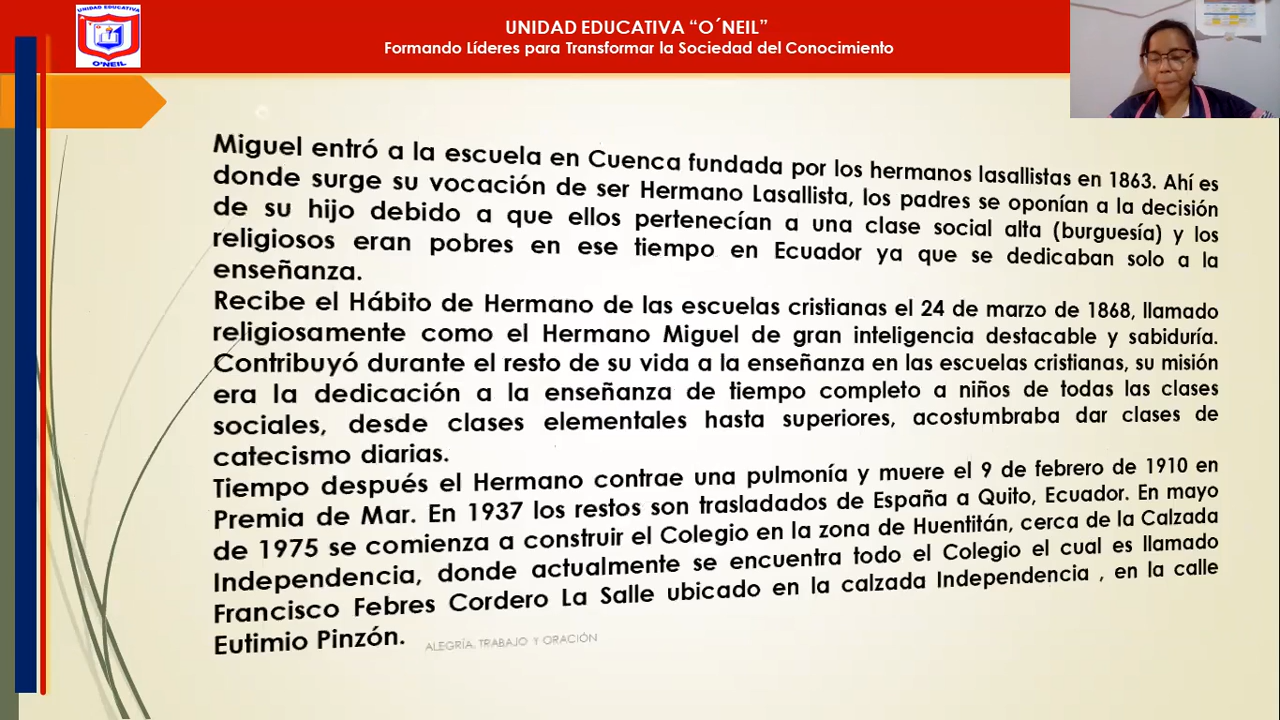 UNIDAD EDUCATIVA “O´NEIL”
Formando Líderes para Transformar la Sociedad del Conocimiento
O'NEIL
Miguel entró a la escuela en Cuenca fundada por los hermanos lasallistas en 1863. Ahí es
donde surge su vocación de ser Hermano Lasallista, los padres se oponían a la decisión
de su hijo debido a que ellos pertenecían a una clase social alta (burguesía) y los
religiosos eran pobres en ese tiempo en Ecuador ya que se dedicaban solo a la
enseñanza.
Recibe el Hábito de Hermano de las escuelas cristianas el 24 de marzo de 1868, llamado
religiosamente como el Hermano Miguel de gran inteligencia destacable y sabiduría.
Contribuyó durante el resto de su vida a la enseñanza en las escuelas cristianas, su misión
era la dedicación a la enseñanza de tiempo completo a niños de todas las clases
sociales, desde clases elementales hasta superiores, acostumbraba dar clases de
catecismo diarias.
Tiempo después el Hermano contrae una pulmonía y muere el 9 de febrero de 1910 en
Premia de Mar. En 1937 los restos son trasladados de España a Quito, Ecuador. En mayo
de 1975 se comienza a construir el Colegio en la zona de Huentitán, cerca de la Calzada
Independencia, donde actualmente se encuentra todo el Colegio el cual es llamado
Francisco Febres Cordero La Salle ubicado en la calzada Independencia , en la calle
Eutimio Pinzón.
ALEGRÍA, TRABAJO Y ORACIÓN